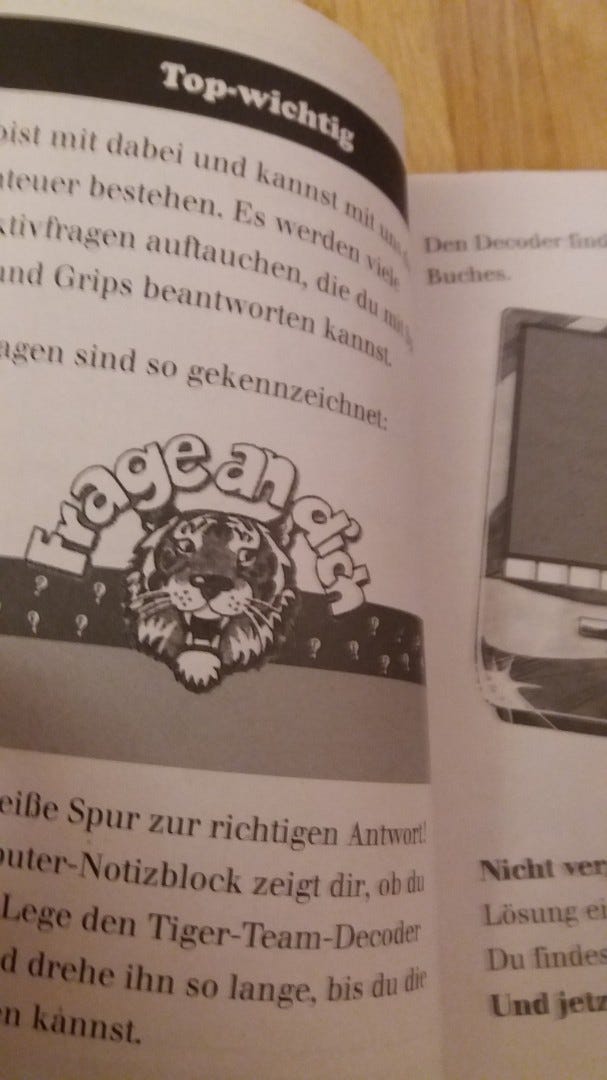 Top-wichtig
bist mit dabei und kannst mit uns
nteuer bestehen. Es werden viele
ktivfragen auftauchen, die du mit
und Grips beantworten kannst.
agen sind so gekennzeichnet:
Frage an dich
? ? ? ? ? ? ? ? ?
eiße Spur zur richtigen Antwort!
puter-Notizblock zeigt dir, ob du
Lege den Tiger-Team-Decoder
d drehe ihn so lange, bis du die
en kannst.
Den Decoder find
Buches.
Nicht ver
Lösung ei
Du findes
Und jetz